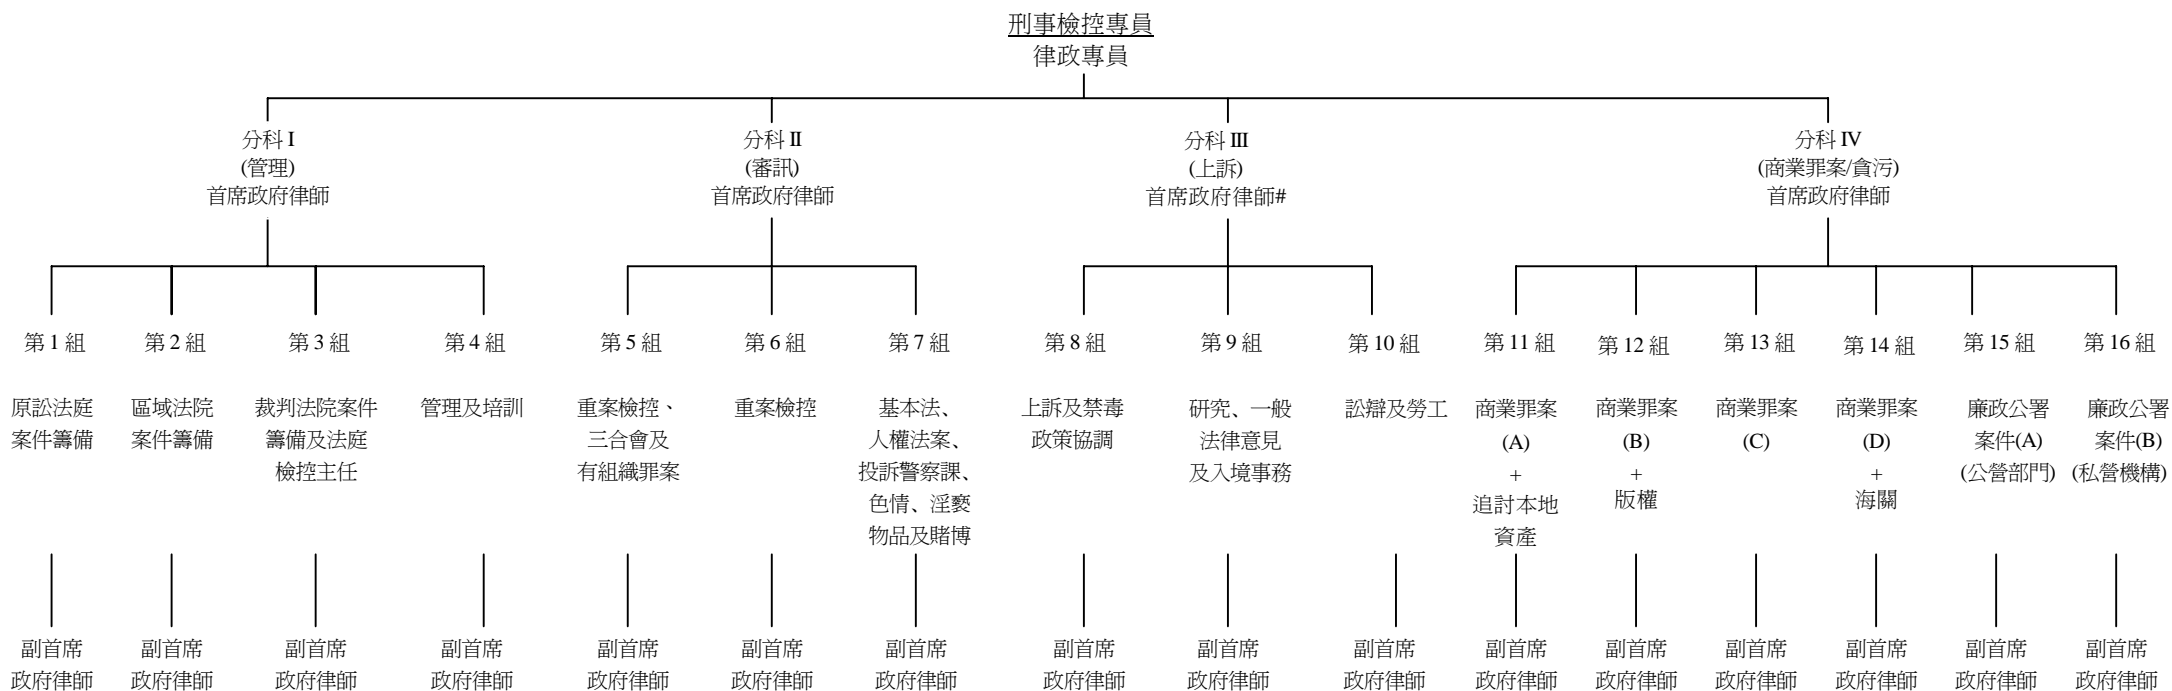 刑事檢控專員
律政專員
分科 I
(管理)
首席政府律師
分科 II
(審訊)
首席政府律師
分科 III
(上訴)
首席政府律師#
分科 IV
(商業罪案/貪污)
首席政府律師
第 1 組
原訟法庭
案件籌備
副首席
政府律師
第 2 組
區域法院
案件籌備
副首席
政府律師
第 3 組
裁判法院案件
籌備及法庭
檢控主任
副首席
政府律師
第 4 組
管理及培訓
副首席
政府律師
第 5 組
重案檢控、
三合會及
有組織罪案
副首席
政府律師
第 6 組
重案檢控
副首席
政府律師
第 7 組
基本法、
人權法案、
投訴警察課、
色情、淫褻
物品及賭博
副首席
政府律師
第 8 組
上訴及禁毒
政策協調
副首席
政府律師
第 9 組
研究、一般
法律意見
及入境事務
副首席
政府律師
第 10 組
訟辯及勞工
副首席
政府律師
第 11 組
商業罪案
(A)
+
追討本地
資產
副首席
政府律師
第 12 組
商業罪案
(B)
+
版權
副首席
政府律師
第 13 組
商業罪案
(C)
副首席
政府律師
第 14 組
商業罪案
(D)
+
海關
副首席
政府律師
第 15 組
廉政公署
案件(A)
(公營部門)
副首席
政府律師
第 16 組
廉政公署
案件(B)
(私營機構)
副首席
政府律師